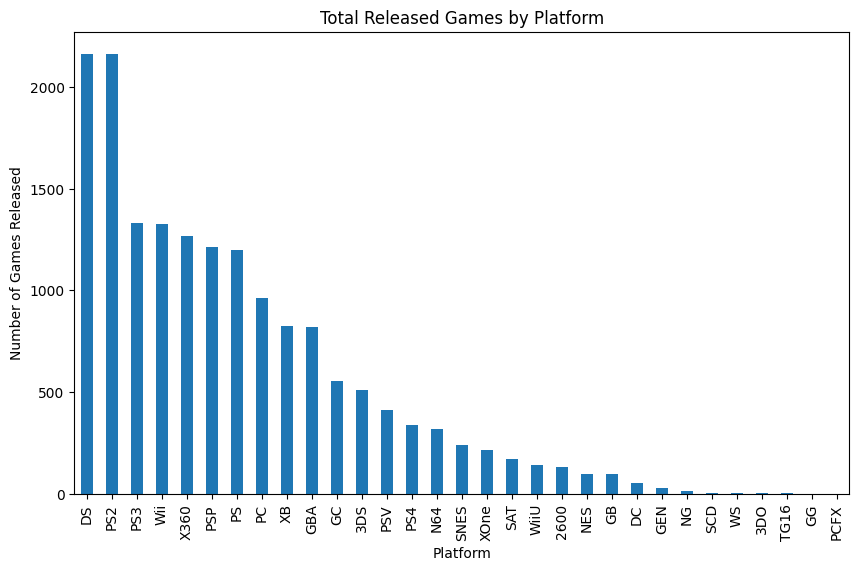 Total Released Games by Platform
Number of Games Released
2000
1500
1000
500
0
DS
PS2
PS3
Wii
X360
PSP
PS
PC
XB
GBA
GC
3DS
PSV
PS4
N64
SNES
XOne
SAT
WiiU
2600
NES
GB
DC
GEN
NG
SCD
WS
3DO
TG16
GG
PCFX
Platform